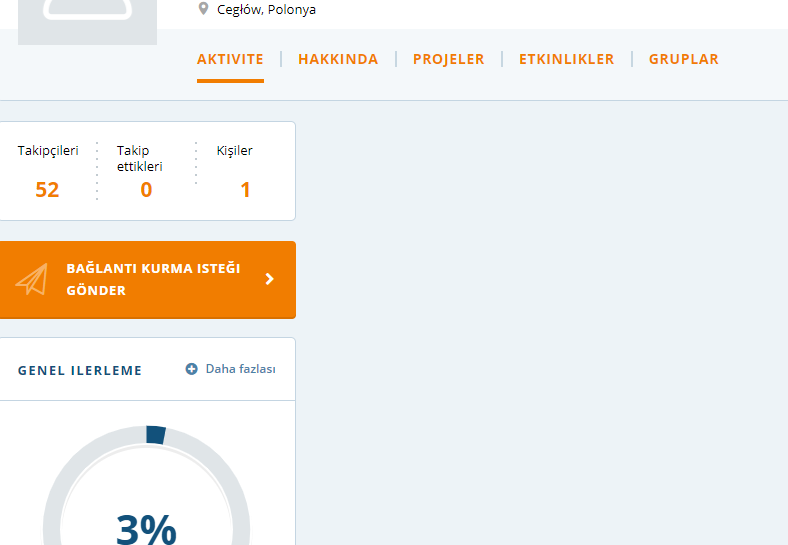 Cegłów, Polonya
AKTIVITE
HAKKINDA
PROJELER
ETKINLIKLER
GRUPLAR
Takipçileri
52
Takip
ettikleri
0
Kişiler
1
BAĞLANTI KURMA ISTEĞI
GÖNDER
GENEL ILERLEME
Daha fazlası
3%